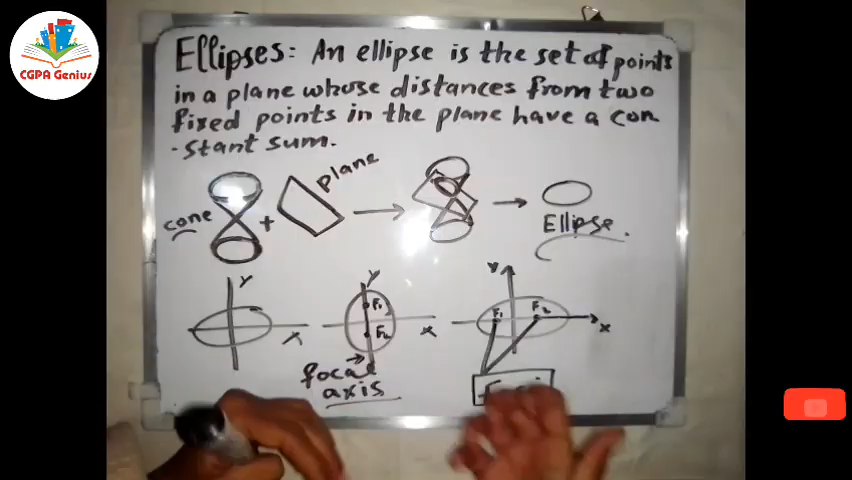 CGPA Genius
Ellipses: An ellipse is the set of points
in a plane whose distances from two
fixed points in the plane have a con
-stant sum.
cone + plane
Ellipse.
Y
X
Y
F1
F2
X
focal
axis
Y
F1 F2
X